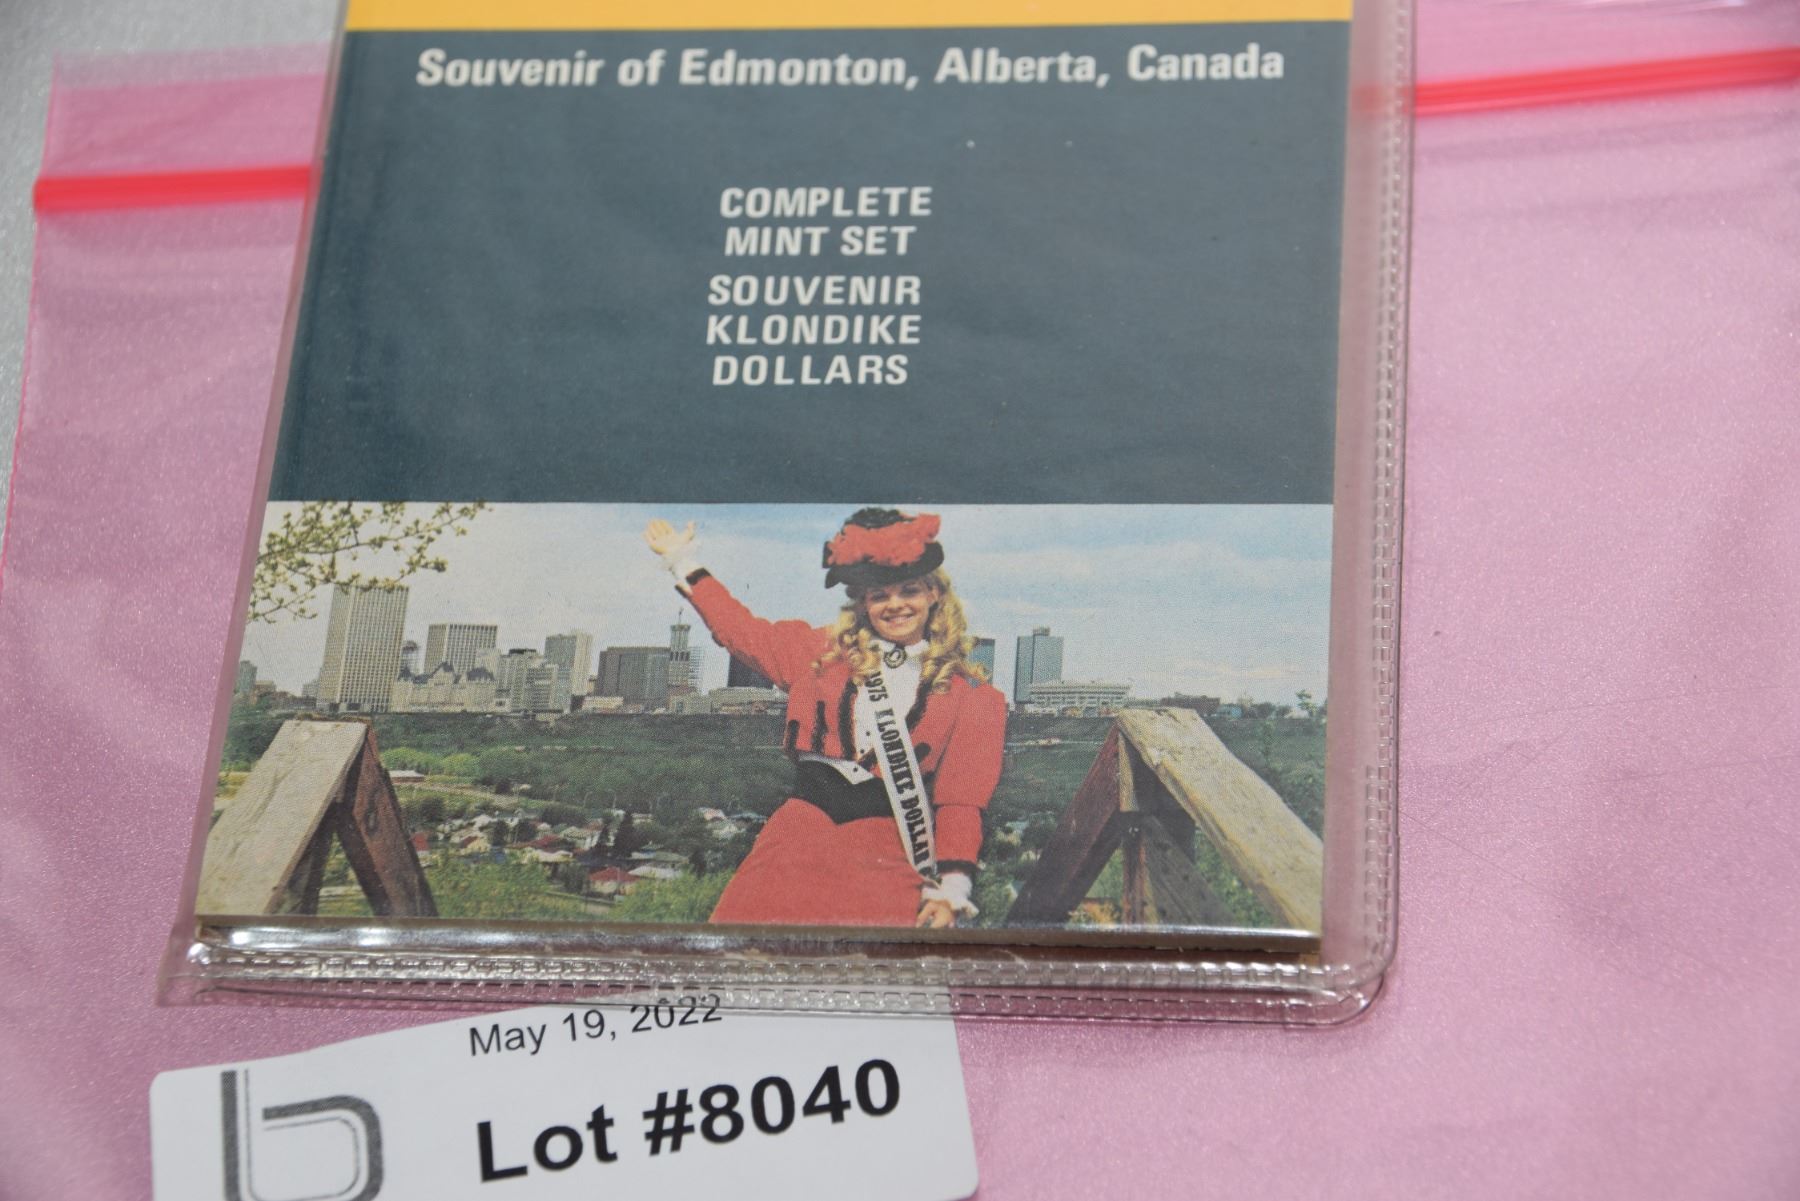 Souvenir of Edmonton, Alberta, Canada
COMPLETE
MINT SET
SOUVENIR
KLONDIKE
DOLLARS
1975 KLONDIKE DOLLAR
May 19, 2022
b
Lot #8040